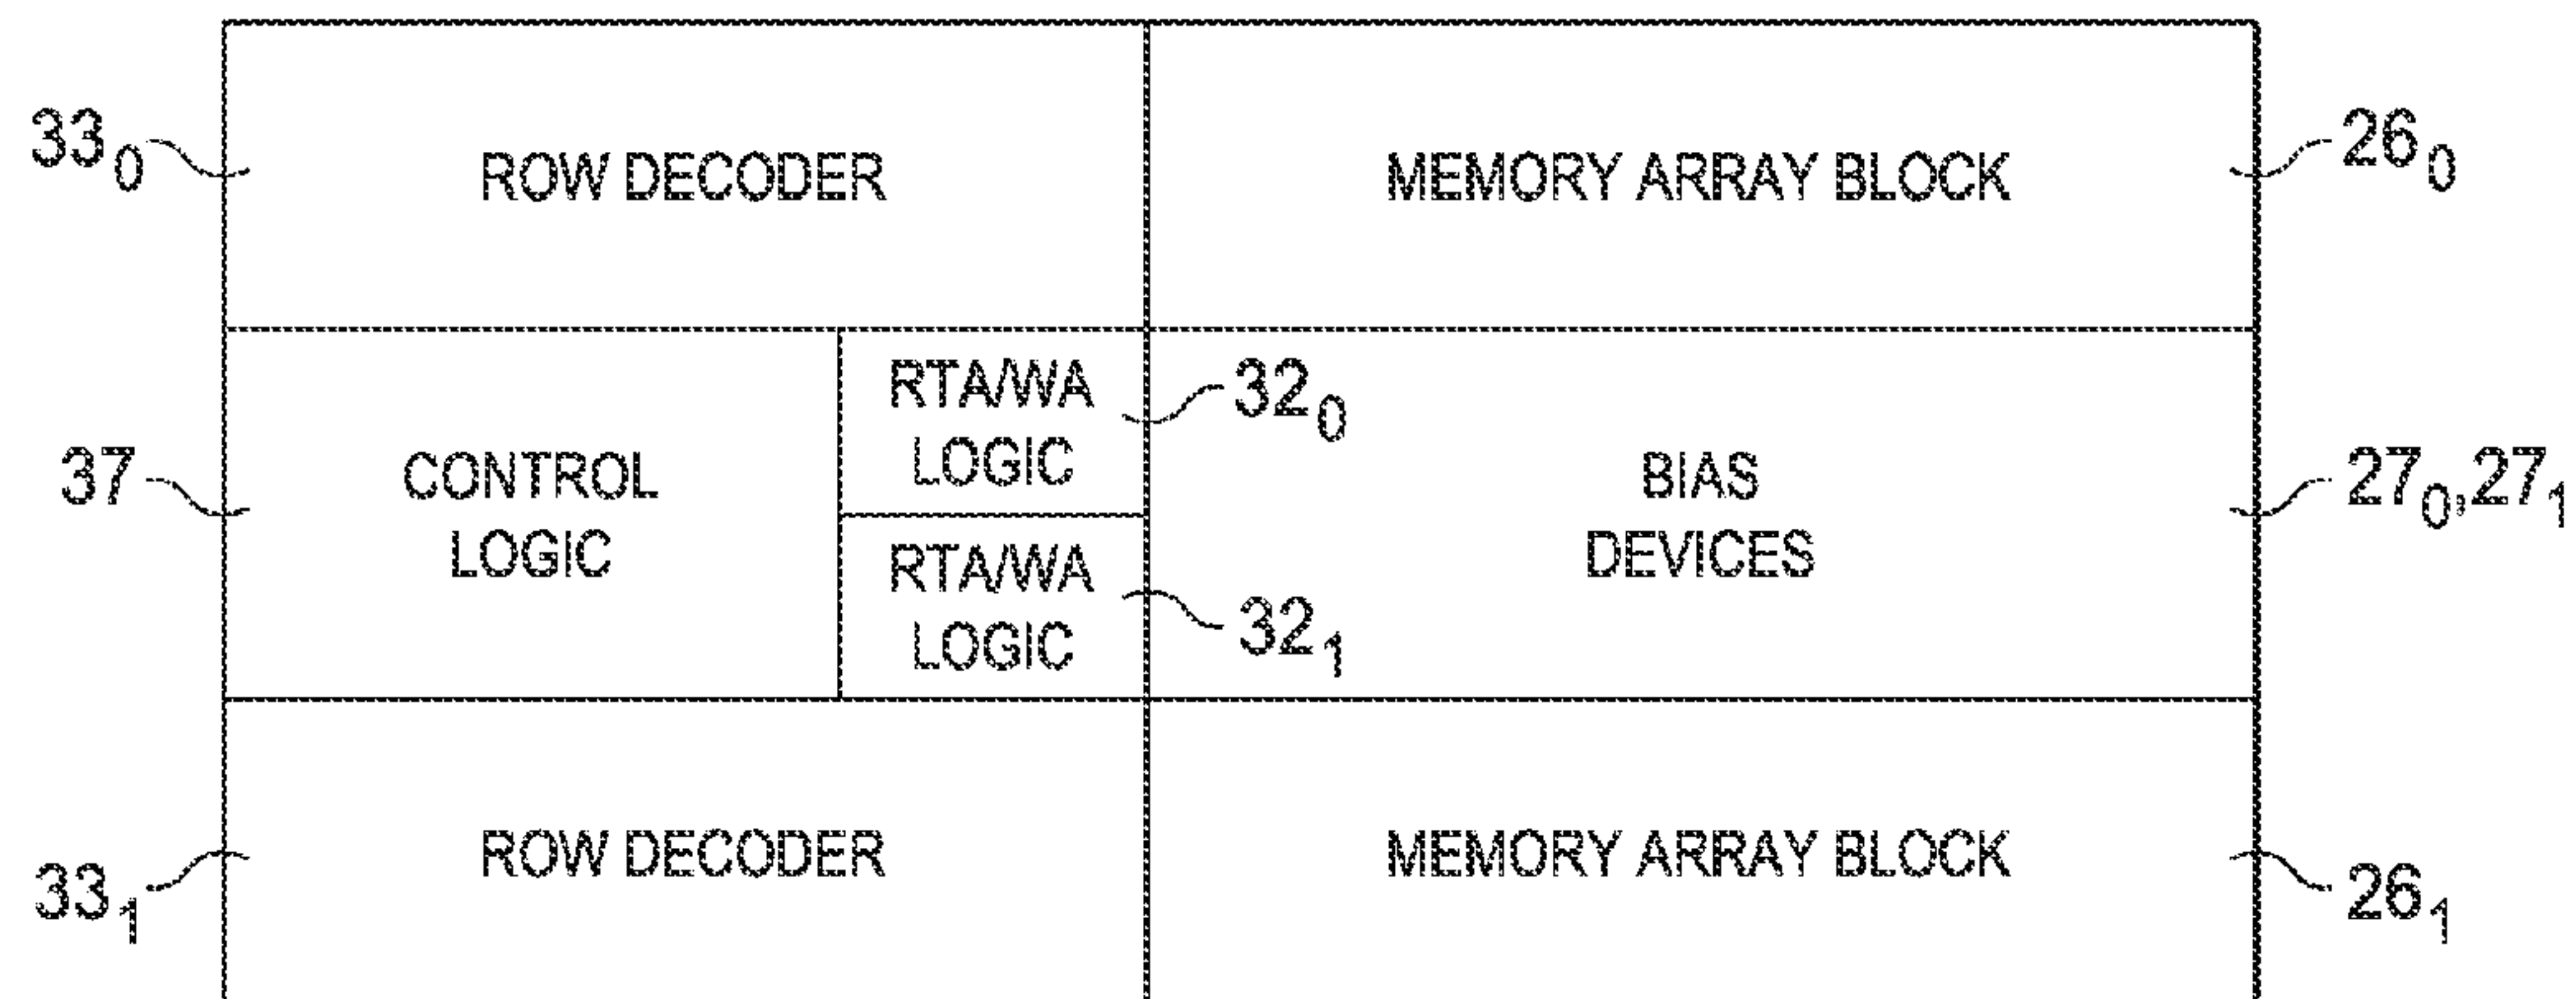 33₀
ROW DECODER
MEMORY ARRAY BLOCK
26₀
37
CONTROL
LOGIC
RTA/WA
LOGIC
32₀
RTA/WA
LOGIC
32₁
BIAS
DEVICES
27₀,27₁
33₁
ROW DECODER
MEMORY ARRAY BLOCK
26₁